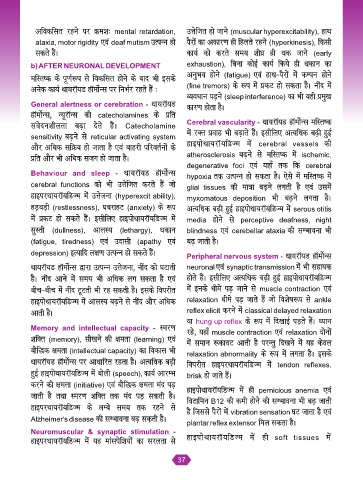 अविकसित रहने पर क्रमशः mental retardation,
ataxia, motor rigidity एवं deaf mutism उत्पन्न हो
सकते हैं।
b) AFTER NEURONAL DEVELOPMENT
मस्तिष्क के पूर्णरूप से विकसित होने के बाद भी इसके
अनेक कार्य थायरॉयड हॉर्मोन्स पर निर्भर रहते हैं :
General alertness or cerebration - थायरॉयड
हॉर्मोन्स, न्यूरॉन्स की catecholamines के प्रति
संवेदनशीलता बढ़ा देते हैं। Catecholamine
sensitivity बढ़ने से reticular activating system
और अधिक सक्रिय हो जाता है एवं बाहरी परिवर्तनों के
प्रति और भी अधिक सजग हो जाता है।
Behaviour and sleep - थायरॉयड हॉर्मोन्स
cerebral functions को भी उत्तेजित करते हैं जो
हाइपरथायरॉयडिज्म में उत्तेजना (hyperexcit ability),
हड़बड़ी (restlessness), घबराहट (anxiety) के रूप
में प्रकट हो सकते हैं। इसीलिए हाइपोथायरॉयडिज्म में
सुस्ती (dullness), आलस्य (lethargy), थकान
(fatigue, tiredness) एवं उदासी (apathy एवं
depression) इत्यादि लक्षण उत्पन्न हो सकते हैं।
थायरॉयड हॉर्मोन्स द्वारा उत्पन्न उत्तेजना, नींद को घटाती
है। नींद आने में समय भी अधिक लग सकता है एवं
बीच-बीच में नींद टूटती भी रह सकती है। इसके विपरीत
हाइपोथायरॉयडिज्म में आलस्य बढ़ने से नींद और अधिक
आती है।
Memory and intellectual capacity - स्मरण
शक्ति (memory), सीखने की क्षमता (learning) एवं
बौद्धिक क्षमता (intellectual capacity) का विकास भी
थायरॉयड हॉर्मोन्स पर आधारित रहता है। अत्यधिक बढ़ी
हुई हाइपोथायरॉयडिज्म में बोली (speech), कार्य आरम्भ
करने की क्षमता (initiative) एवं बौद्धिक क्षमता मंद पड़
जाती है तथा स्मरण शक्ति तक मंद पड़ सकती है।
हाइपरथायरॉयडिज्म के लम्बे समय तक रहने से
Alzheimer's disease की सम्भावना बढ़ सकती है।
Neuromuscular & synaptic stimulation -
हाइपरथायरॉयडिज्म में यह मांसपेशियों का सरलता से
उत्तेजित हो जाने (muscular hyperexcitability), हाथ
पैरों का अकारण ही हिलते रहने (hyperkinesis), किसी
कार्य को करते समय शीघ्र ही थक जाने (early
exhaustion), बिना कोई कार्य किये ही थकान का
अनुभव होने (fatigue) एवं हाथ-पैरों में कम्पन होने
(fine tremors) के रूप में प्रकट हो सकता है। नींद में
व्यवधान पड़ने (sleep interference) का भी यही प्रमुख
कारण होता है।
Cerebral vascularity - थायरॉयड हॉर्मोन्स मस्तिष्क
में रक्त प्रवाह भी बढ़ाते हैं। इसीलिए अत्यधिक बढ़ी हुई
हाइपोथायरॉयडिज्म में cerebral vessels की
atherosclerosis बढ़ने से मस्तिष्क में ischemic,
degenerative foci एवं यहाँ तक कि cerebral
hypoxia तक उत्पन्न हो सकता है। ऐसे में मस्तिष्क में
glial tissues की मात्रा बढ़ने लगती है एवं उसमें
myxomatous deposition भी बढ़ने लगता है।
अत्यधिक बढ़ी हुई हाइपोथायरॉयडिज्म में serous otitis
media होने से perceptive deafness, night
blindness एवं cerebellar ataxia की सम्भावना भी
बढ़ जाती है।
Peripheral nervous system - थायरॉयड हॉर्मोन्स
neuronal एवं synaptic transmission में भी सहायक
होते हैं। इसीलिए अत्यधिक बढ़ी हुई हाइपोथायरॉयडिज्म
में इनके धीमे पड़ जाने से muscle contraction एवं
relaxation धीमे पड़ जाते हैं जो विशेषरूप से ankle
reflex elicit करने में classical delayed relaxation
या hung up reflex के रूप में दिखाई पड़ते हैं। ध्यान
रहे, यहाँ muscle contraction एवं relaxation दोनों
में समान रूकावट आती है परन्तु दिखाने में यह केवल
relaxation abnormality के रूप में लगता है। इसके
विपरीत हाइपरथायरॉयडिज्म में tendon reflexes,
brisk हो जाते हैं।
हाइपोथायरॉयडिज्म में ही pernicious anemia एवं
विटामिन B12 की कमी होने की सम्भावना भी बढ़ जाती
है जिससे पैरों में vibration sensation घट जाता है एवं
plantar reflex extensor मिल सकता है।
हाइपोथायरॉयडिज्म में ही soft tissues में
37